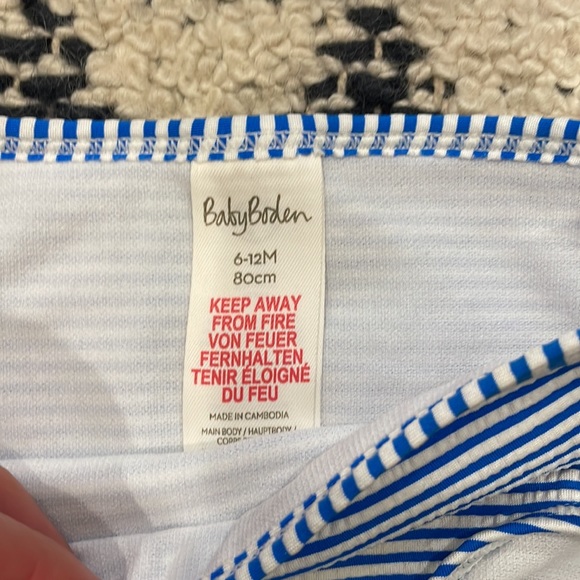 BabyBoden
6-12M
80cm
KEEP AWAY
FROM FIRE
VON FEUER
FERNHALTEN,
TENIR ÉLOIGNÉ
DU FEU
MADE IN CAMBODIA
MAIN BODY / HAUPTBODY /